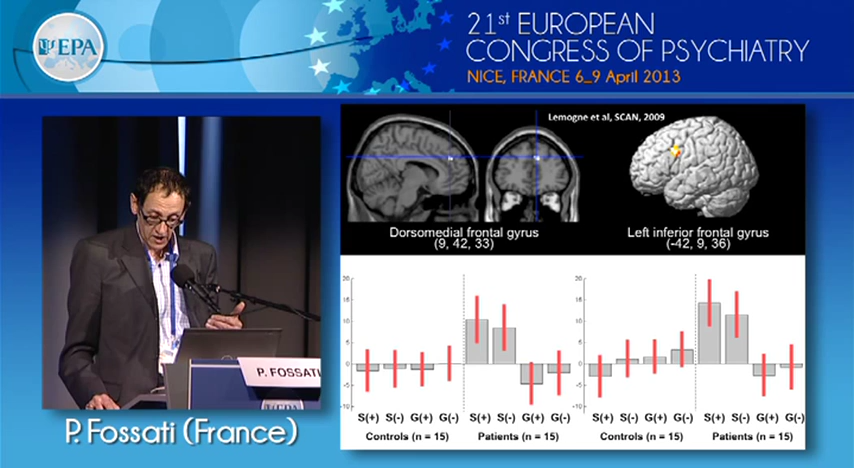 EPA
21st EUROPEAN
CONGRESS OF PSYCHIATRY
NICE, FRANCE 6_9 April 2013
P. FOSSATI
EPA
P. Fossati (France)
Lemogne et al, SCAN, 2009
Dorsomedial frontal gyrus
(9, 42, 33)
Left inferior frontal gyrus
(-42, 9, 36)
20
15
10
5
0
-5
-10
S(+) S(-) G(+) G(-) S(+) S(-) G(+) G(-)
Controls (n = 15) Patients (n = 15)
20
15
10
5
0
-5
-10
S(+) S(-) G(+) G(-) S(+) S(-) G(+) G(-)
Controls (n = 15) Patients (n = 15)